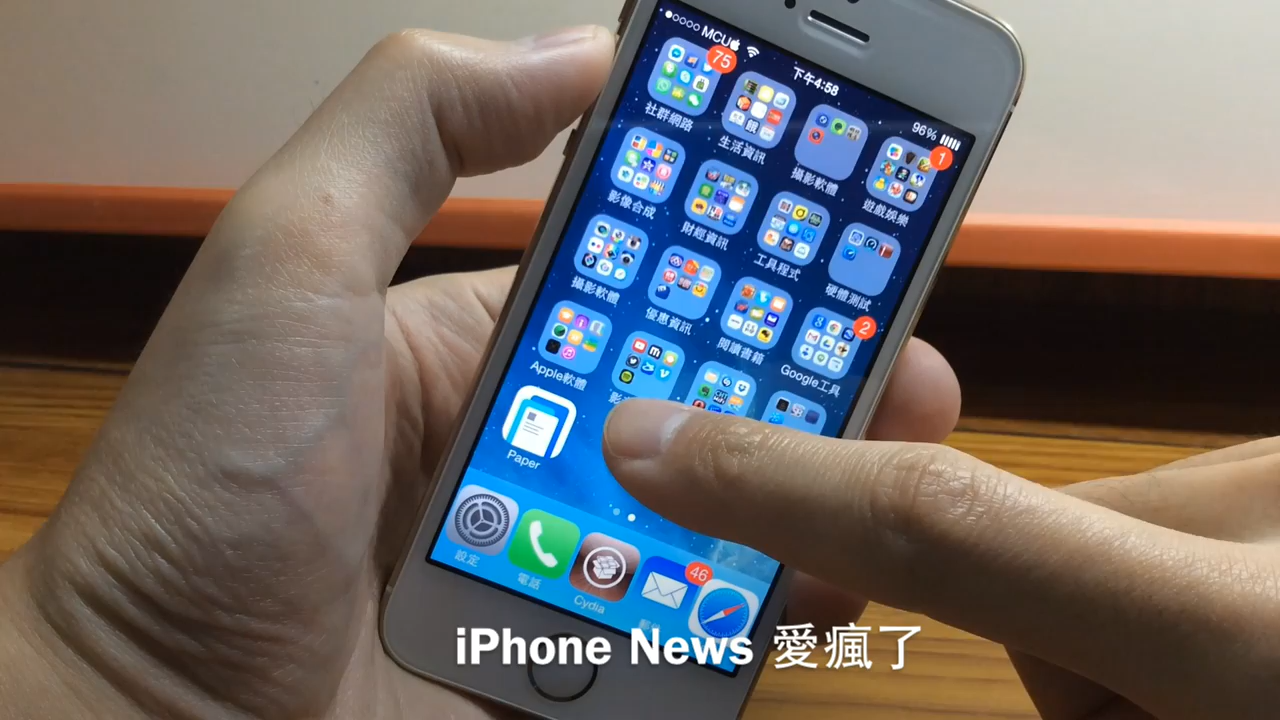 MCU
下午4:58
96%
75
1
社群網路
生活資訊
攝影軟體
遊戲娛樂
影像合成
財經資訊
工具程式
硬體測試
攝影軟體
優惠資訊
閱讀書籍
2
Google工具
Apple軟體
Paper
設定
電話
Cydia
46
iPhone News 愛瘋了